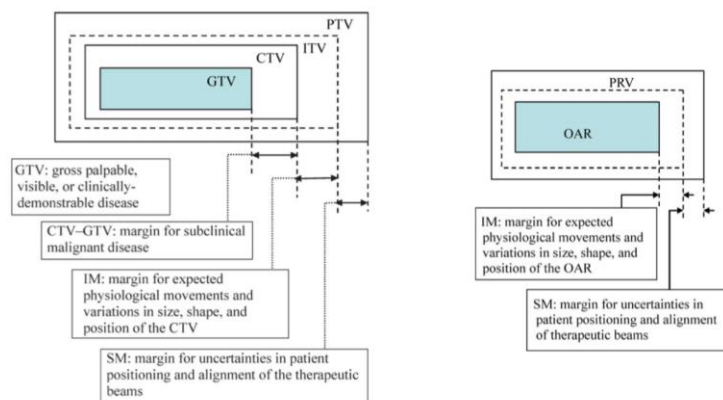 PTV
ITV
CTV
GTV
GTV: gross palpable,
visible, or clinically-
demonstrable disease
CTV–GTV: margin for subclinical
malignant disease
IM: margin for expected
physiological movements and
variations in size, shape, and
position of the CTV
SM: margin for uncertainties in patient
positioning and alignment of the therapeutic
beams
PRV
OAR
IM: margin for expected
physiological movements and
variations in size, shape, and
position of the OAR
SM: margin for uncertainties in
patient positioning and alignment
of therapeutic beams